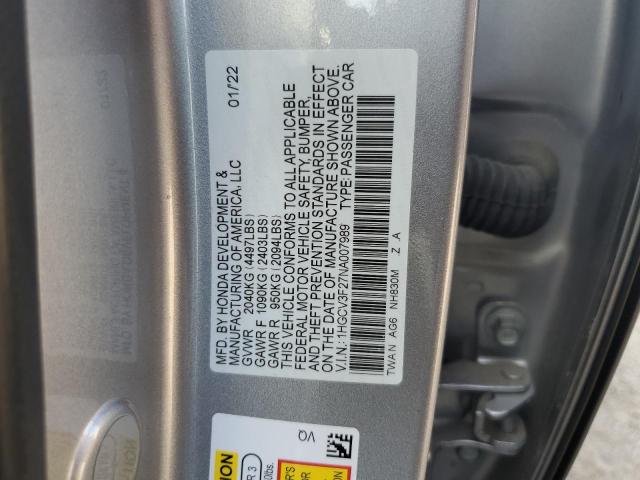 MFD. BY HONDA DEVELOPMENT &
MANUFACTURING OF AMERICA, LLC 01/22
GVWR 2040KG (4497LBS)
GAWR F 1090KG (2403LBS)
GAWR R 950KG (2094LBS)
THIS VEHICLE CONFORMS TO ALL APPLICABLE
FEDERAL MOTOR VEHICLE SAFETY, BUMPER,
AND THEFT PREVENTION STANDARDS IN EFFECT
ON THE DATE OF MANUFACTURE SHOWN ABOVE.
V.I.N.: 1HGCV3F27NA007989 TYPE: PASSENGER CAR
TWAN AG6 NH830M Z A
VQ